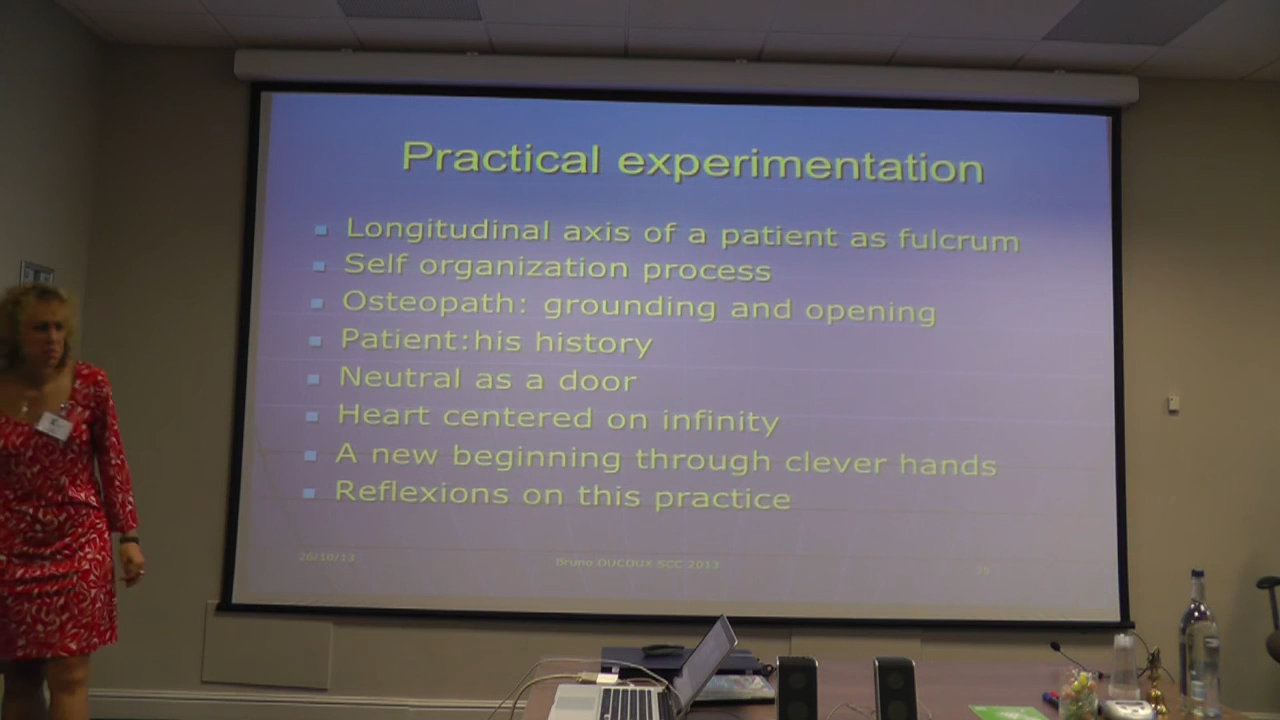 Practical experimentation
Longitudinal axis of a patient as fulcrum
Self organization process
Osteopath: grounding and opening
Patient:his history
Neutral as a door
Heart centered on infinity
A new beginning through clever hands
Reflexions on this practice
26/10/13
Bruno DUCOUX SCC 2013